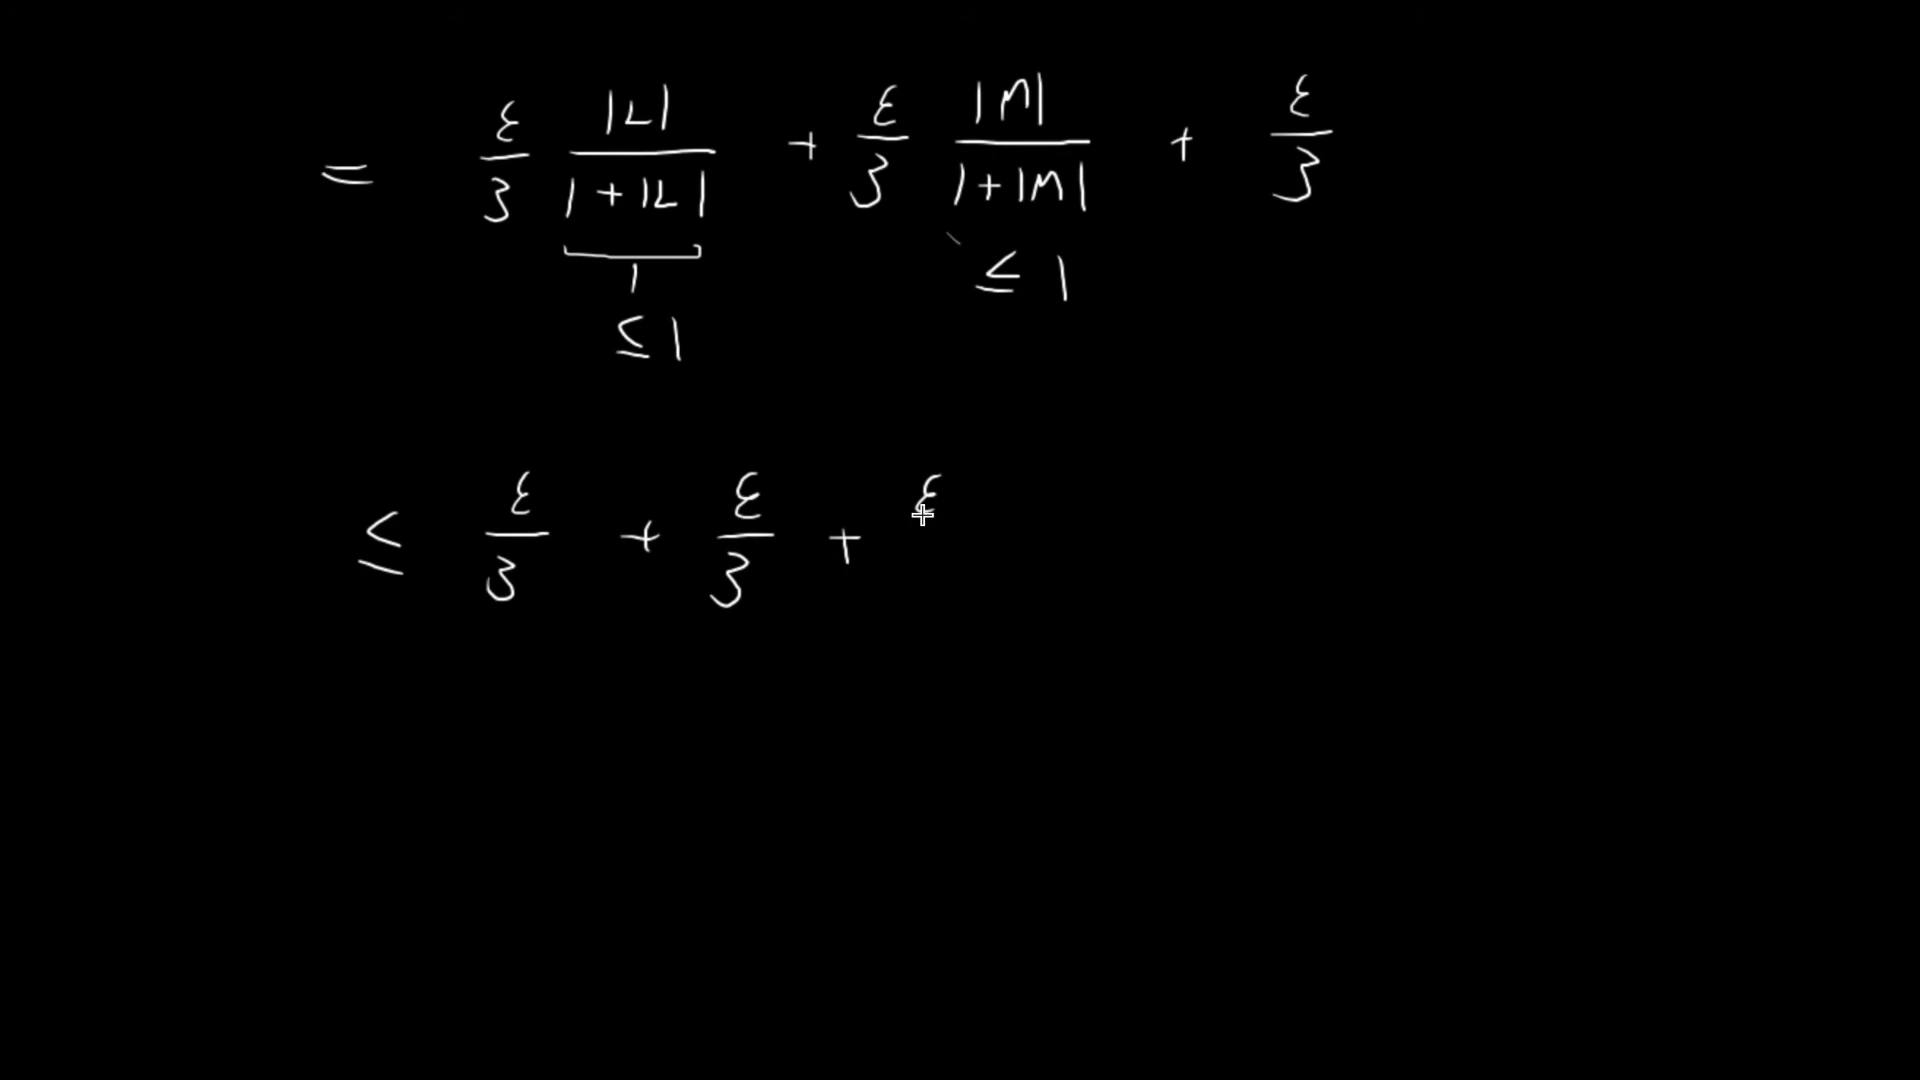 = ε/3 |L|/(1+|L|) + ε/3 |M|/(1+|M|) + ε/3
≤ 1
≤ 1
≤ ε/3 + ε/3 + ε